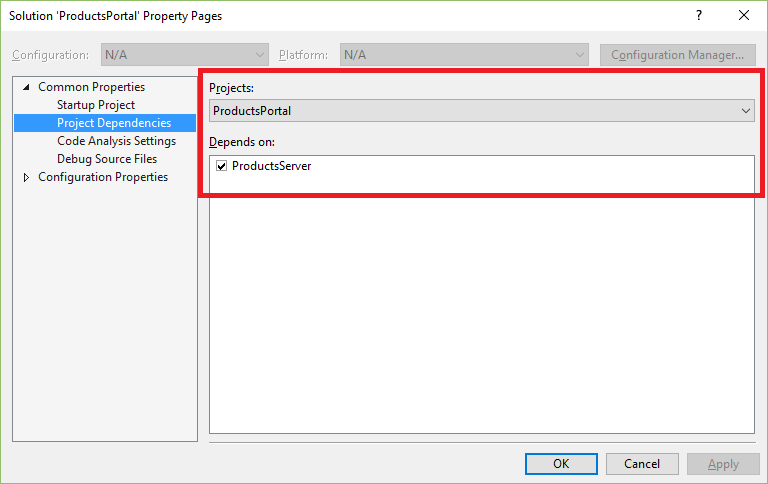 Solution 'ProductsPortal' Property Pages ?
Configuration: N/A Platform: N/A Configuration Manager...
Common Properties
Startup Project
Project Dependencies
Code Analysis Settings
Debug Source Files
Configuration Properties
Projects:
ProductsPortal
Depends on:
ProductsServer
OK Cancel Apply